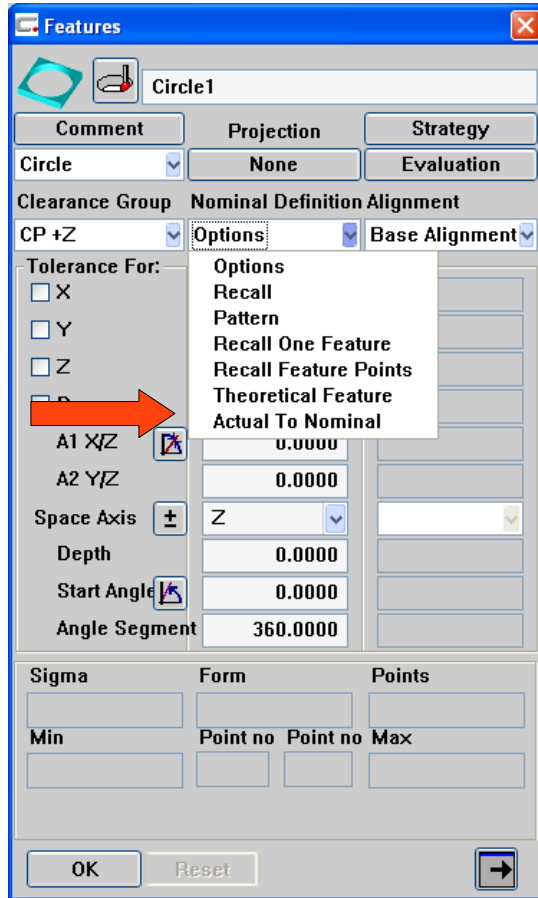 Features
Circle1
Comment Projection Strategy
Circle None Evaluation
Clearance Group Nominal Definition Alignment
CP +Z Options Base Alignment
Tolerance For:
Options
Recall
Pattern
Recall One Feature
Recall Feature Points
Theoretical Feature
Actual To Nominal
X
Y
Z
A1 X/Z 0.0000
A2 Y/Z 0.0000
Space Axis ± Z
Depth 0.0000
Start Angle 0.0000
Angle Segment 360.0000
Sigma Form Points
Min Point no Point no Max
OK Reset